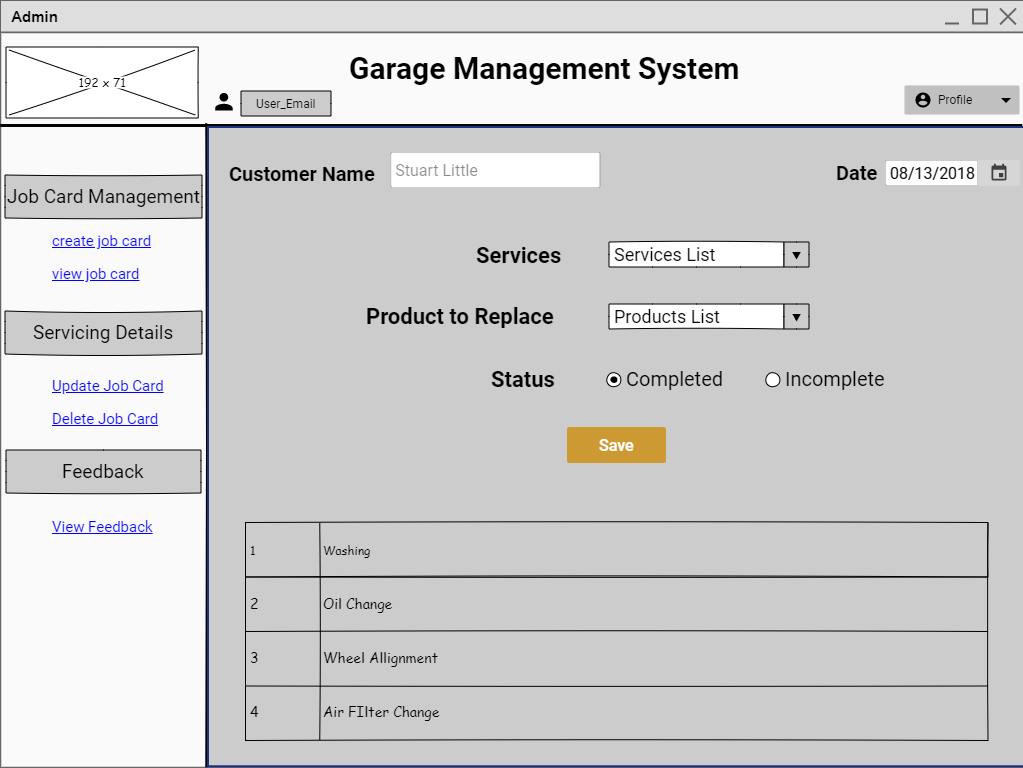 Admin
Garage Management System
192 x 71
User_Email
Profile
Customer Name
Stuart Little
Date
08/13/2018
Job Card Management
create job card
view job card
Servicing Details
Update Job Card
Delete Job Card
Feedback
View Feedback
Services
Services List
Product to Replace
Products List
Status
Completed
Incomplete
Save
1 Washing
2 Oil Change
3 Wheel Allignment
4 Air FIlter Change